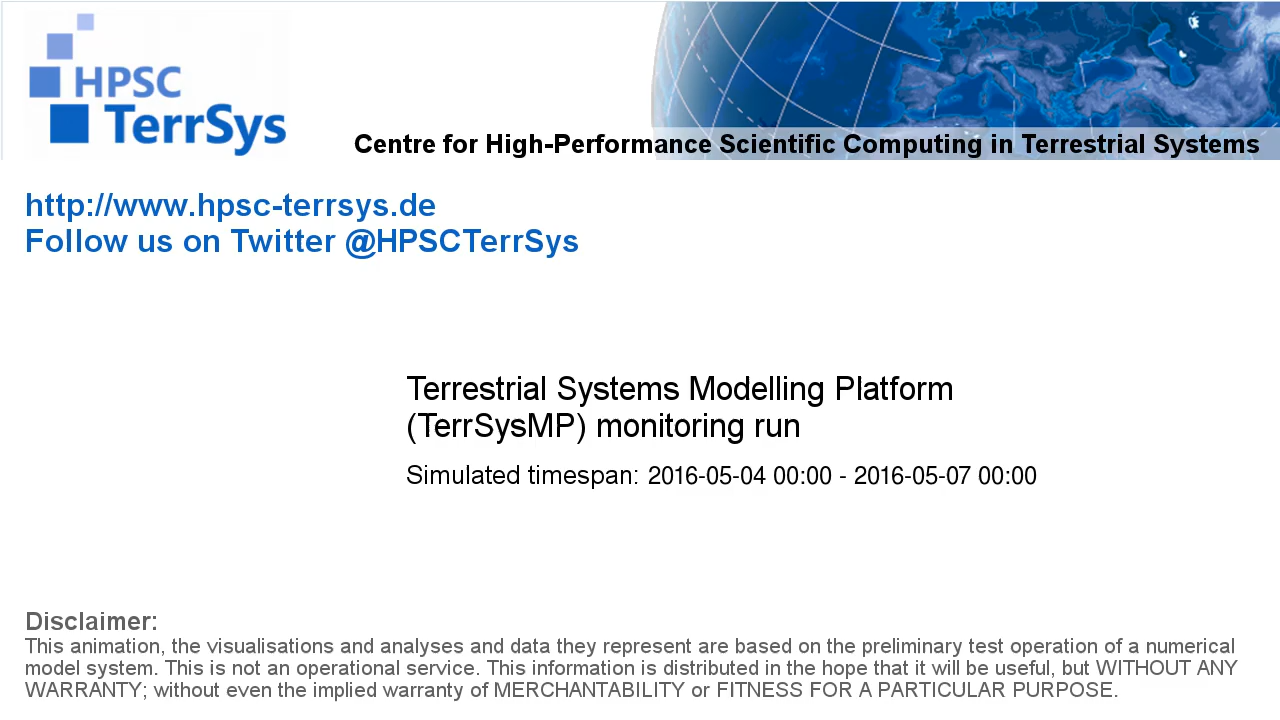 HPSC
TerrSys
Centre for High-Performance Scientific Computing in Terrestrial Systems
http://www.hpsc-terrsys.de
Follow us on Twitter @HPSCTerrSys
Terrestrial Systems Modelling Platform
(TerrSysMP) monitoring run
Simulated timespan: 2016-05-04 00:00 - 2016-05-07 00:00
Disclaimer:
This animation, the visualisations and analyses and data they represent are based on the preliminary test operation of a numerical
model system. This is not an operational service. This information is distributed in the hope that it will be useful, but WITHOUT ANY
WARRANTY; without even the implied warranty of MERCHANTABILITY or FITNESS FOR A PARTICULAR PURPOSE.